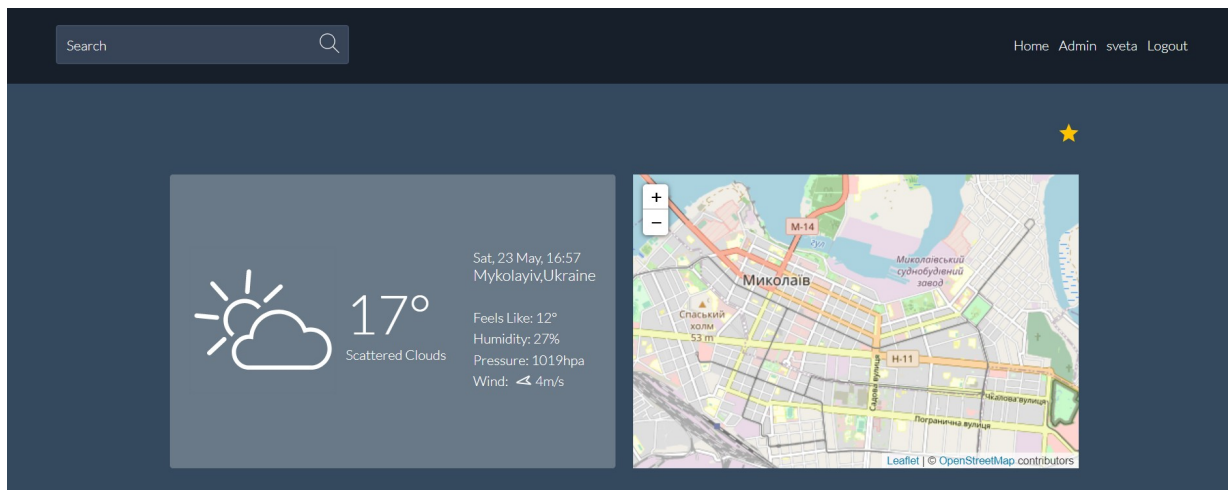 Search
Home Admin sveta Logout
Sat, 23 May, 16:57
Mykolayiv,Ukraine
17°
Scattered Clouds
Feels Like: 12°
Humidity: 27%
Pressure: 1019hpa
Wind: 4m/s
+
−
М-14
Миколаївський
суднобудівний
завод
Миколаїв
Спаський
холм
53 m
Н-11
Садова вулиця
Чкалова вулиця
Погранична вулиця
Leaflet | © OpenStreetMap contributors